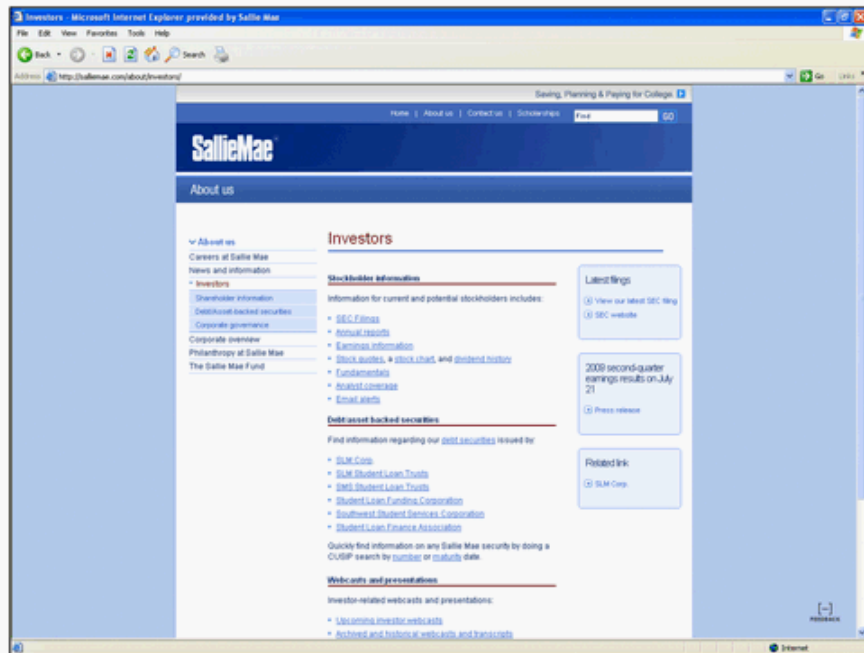 Investors - Microsoft Internet Explorer provided by Sallie Mae
File Edit View Favorites Tools Help
Back Search
Address http://salliemae.com/about/investors/ Go Links
Saving, Planning & Paying for College.
Home | About us | Contact us | Scholarships Find GO
SallieMae
About us
About us
Careers at Sallie Mae
News and information
Investors
Shareholder information
Debt/Asset-backed securities
Corporate governance
Corporate overview
Philanthropy at Sallie Mae
The Sallie Mae Fund
Investors
Stockholder information
Information for current and potential stockholders includes:
SEC Filings
Annual reports
Earnings information
Stock quotes, a stock chart, and dividend history
Fundamentals
Analyst coverage
Email alerts
Debt/asset backed securities
Find information regarding our debt securities issued by:
SLM Corp.
SLM Student Loan Trusts
SMS Student Loan Trusts
Student Loan Funding Corporation
Southwest Student Services Corporation
Student Loan Finance Association
Quickly find information on any Sallie Mae security by doing a
CUSIP search by number or maturity date.
Webcasts and presentations
Investor-related webcasts and presentations:
Upcoming investor webcasts
Archived and historical webcasts and transcripts
Latest filings
View our latest SEC filing
SEC website
2009 second-quarter
earnings results on July
21
Press release
Related link
SLM Corp.
[-]
FEEDBACK
Internet